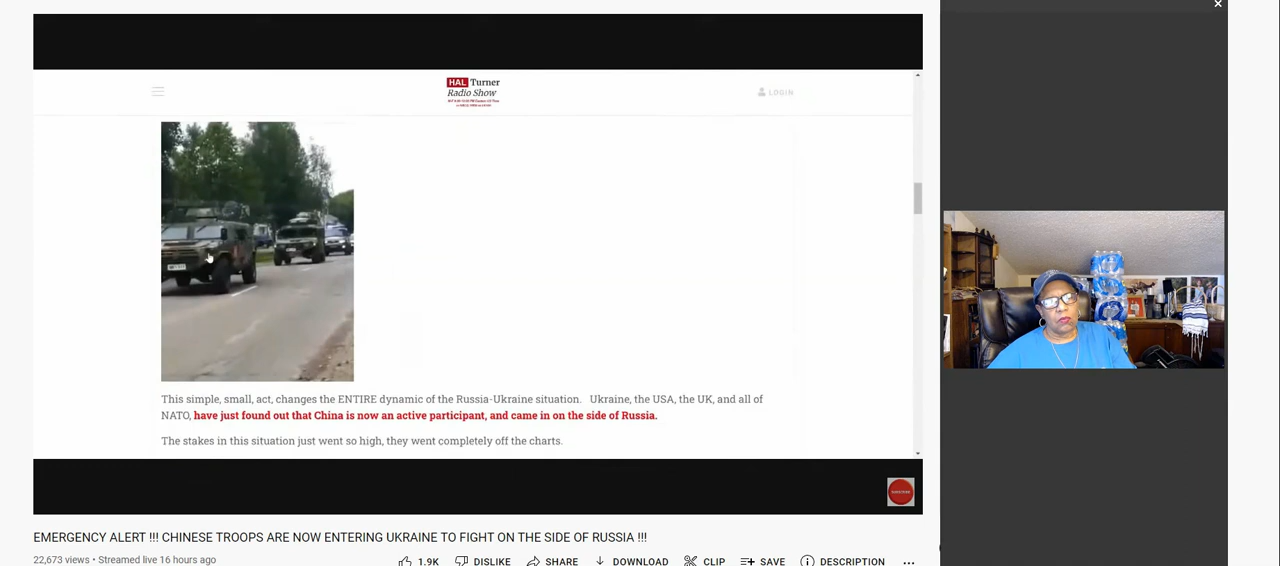 HAL Turner
Radio Show
LOGIN
This simple, small, act, changes the ENTIRE dynamic of the Russia-Ukraine situation. Ukraine, the USA, the UK, and all of
NATO, have just found out that China is now an active participant, and came in on the side of Russia.
The stakes in this situation just went so high, they went completely off the charts.
SUBSCRIBE
EMERGENCY ALERT !!! CHINESE TROOPS ARE NOW ENTERING UKRAINE TO FIGHT ON THE SIDE OF RUSSIA !!!
22,673 views • Streamed live 16 hours ago
1.9K DISLIKE SHARE DOWNLOAD CLIP SAVE DESCRIPTION